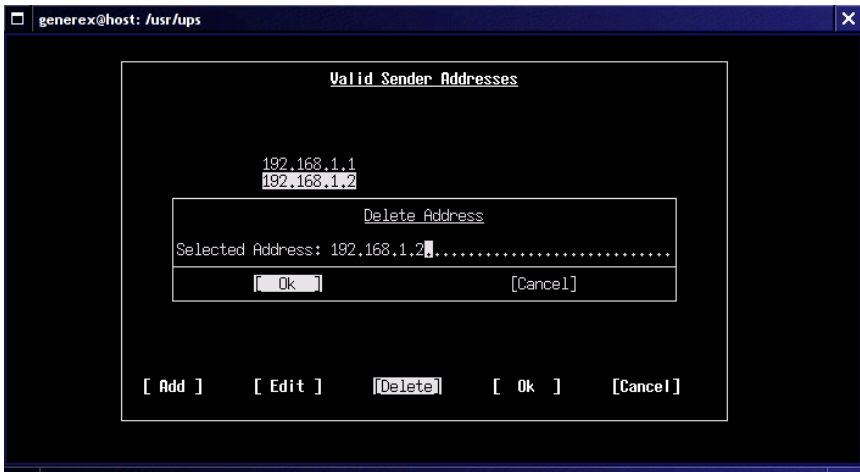 generex@host: /usr/ups
Valid Sender Addresses
192.168.1.1
192.168.1.2
Delete Address
Selected Address: 192.168.1.2.............................
[  Ok  ] [Cancel]
[ Add ] [ Edit ] [Delete] [  Ok  ] [Cancel]